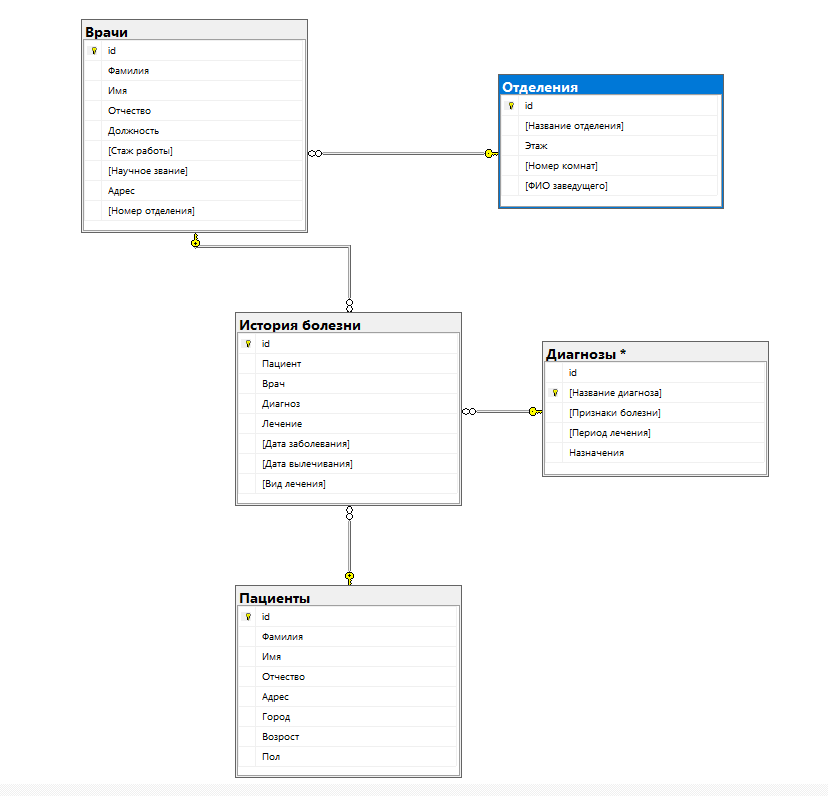 Врачи
id
Фамилия
Имя
Отчество
Должность
[Стаж работы]
[Научное звание]
Адрес
[Номер отделения]
Отделения
id
[Название отделения]
Этаж
[Номер комнат]
[ФИО заведущего]
История болезни
id
Пациент
Врач
Диагноз
Лечение
[Дата заболевания]
[Дата вылечивания]
[Вид лечения]
Диагнозы *
id
[Название диагноза]
[Признаки болезни]
[Период лечения]
Назначения
Пациенты
id
Фамилия
Имя
Отчество
Адрес
Город
Возрост
Пол